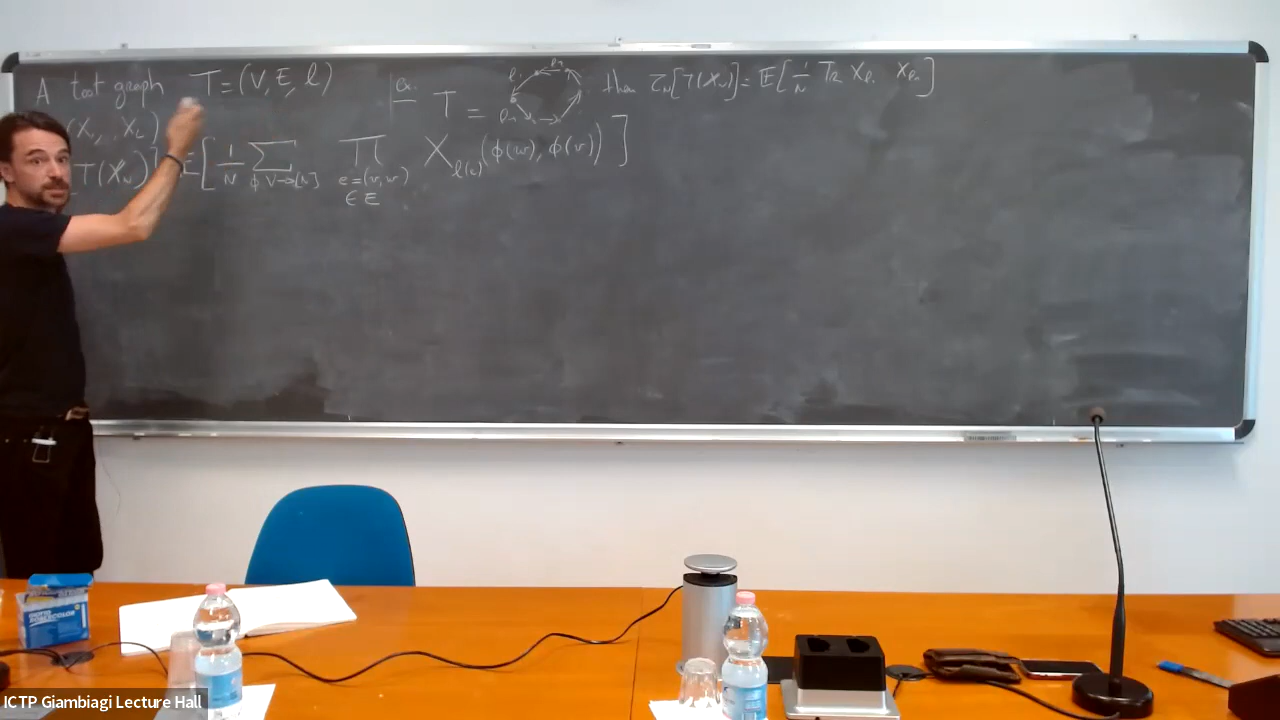 A test graph T = (V, E, l)
(X₁, .. X_L)
T(X_N)] E[ 1/N ∑_{ϕ: V→[N]} ∏_{e=(v,w) ∈ E} X_{l(e)}(ϕ(w), ϕ(v)) ]
Ex. T = then τ_N[T(X_N)] = E[ 1/N Tr X_{l₁} X_{l_n} ]
ICTP Giambiagi Lecture Hall